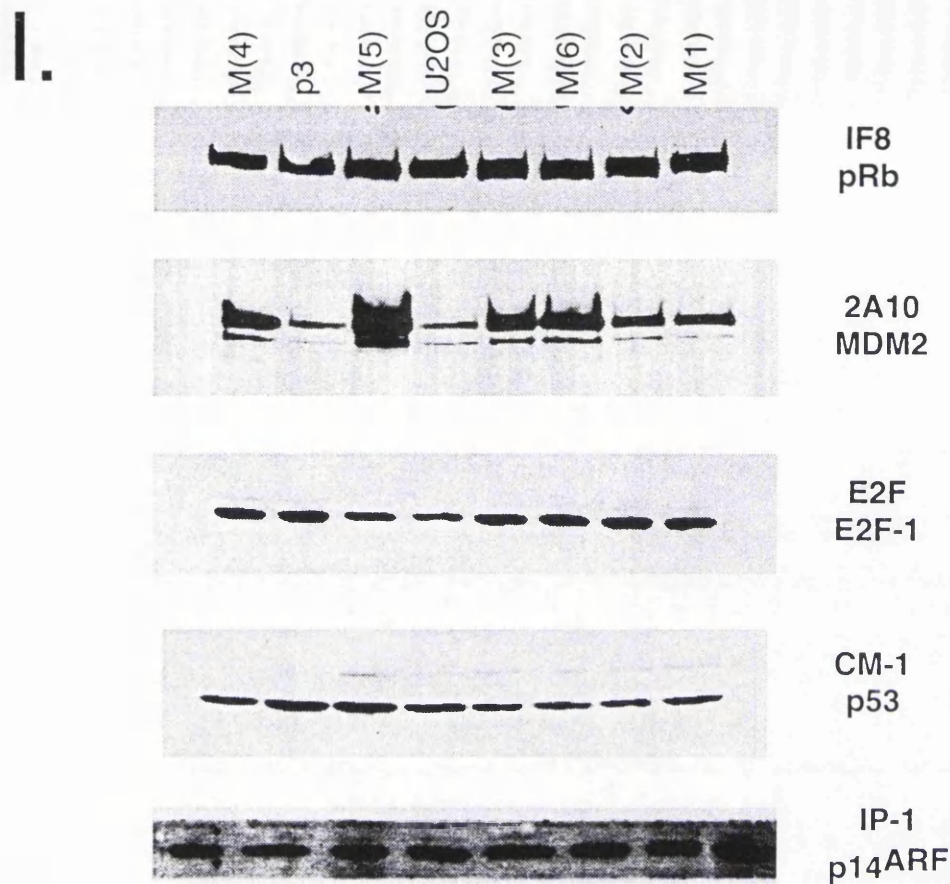 I.
M(4) p3 M(5) U2OS M(3) M(6) M(2) M(1)
IF8
pRb
2A10
MDM2
E2F
E2F-1
CM-1
p53
IP-1
p14ARF